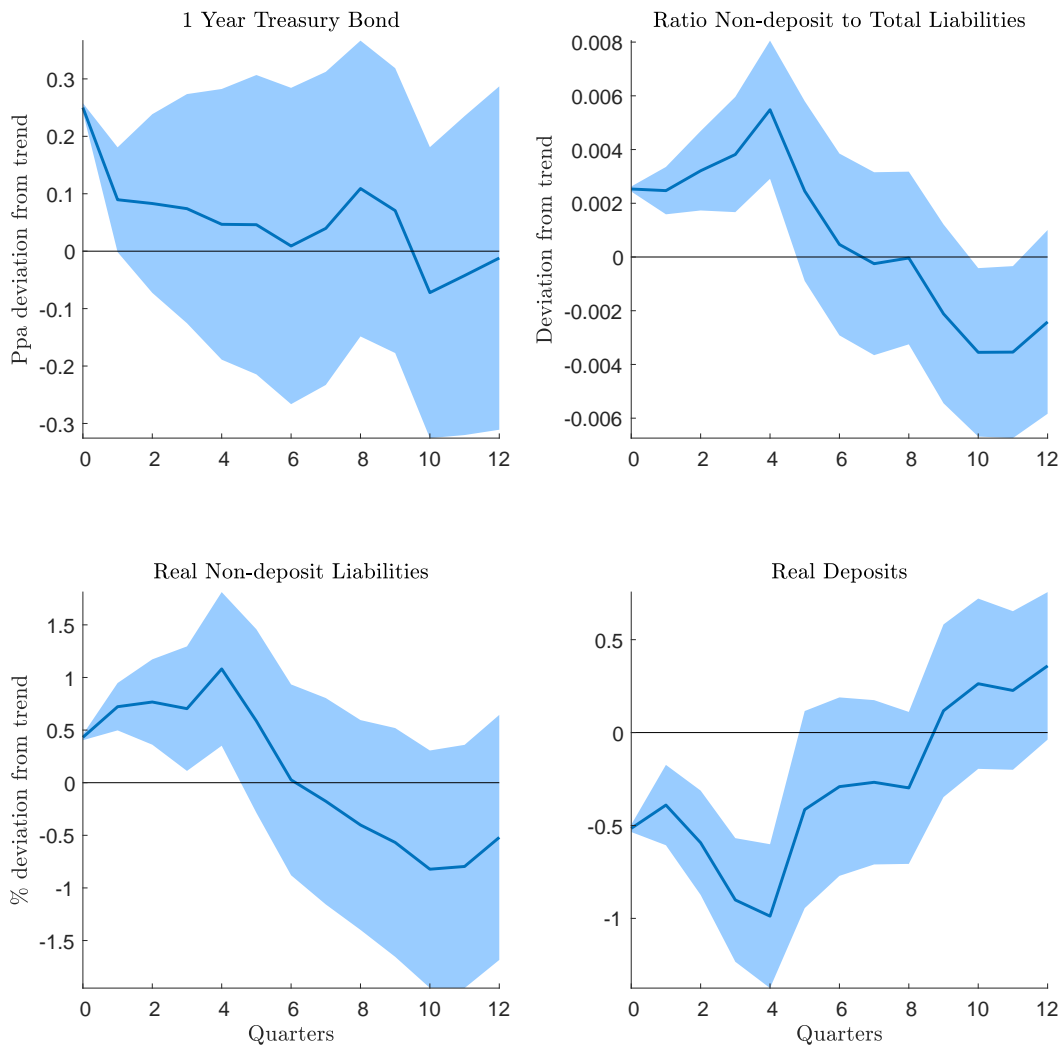 1 Year Treasury Bond
Ppa deviation from trend
0.3
0.2
0.1
0
-0.1
-0.2
-0.3
0 2 4 6 8 10 12
Ratio Non-deposit to Total Liabilities
Deviation from trend
0.008
0.006
0.004
0.002
0
-0.002
-0.004
-0.006
0 2 4 6 8 10 12
Real Non-deposit Liabilities
% deviation from trend
1.5
1
0.5
0
-0.5
-1
-1.5
0 2 4 6 8 10 12
Quarters
Real Deposits
0.5
0
-0.5
-1
0 2 4 6 8 10 12
Quarters